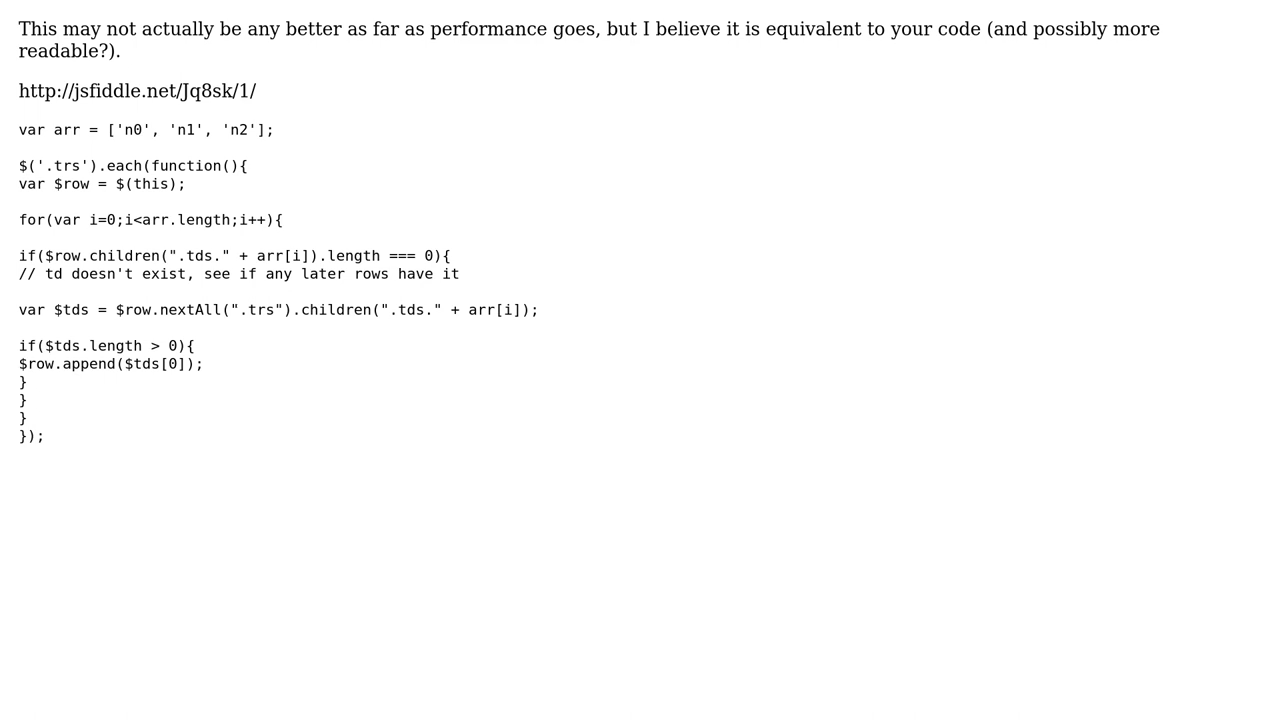 This may not actually be any better as far as performance goes, but I believe it is equivalent to your code (and possibly more
readable?).
http://jsfiddle.net/Jq8sk/1/
var arr = ['n0', 'n1', 'n2'];
$('.trs').each(function(){
var $row = $(this);
for(var i=0;i<arr.length;i++){
if($row.children(".tds." + arr[i]).length === 0){
// td doesn't exist, see if any later rows have it
var $tds = $row.nextAll(".trs").children(".tds." + arr[i]);
if($tds.length > 0){
$row.append($tds[0]);
}
}
}
});